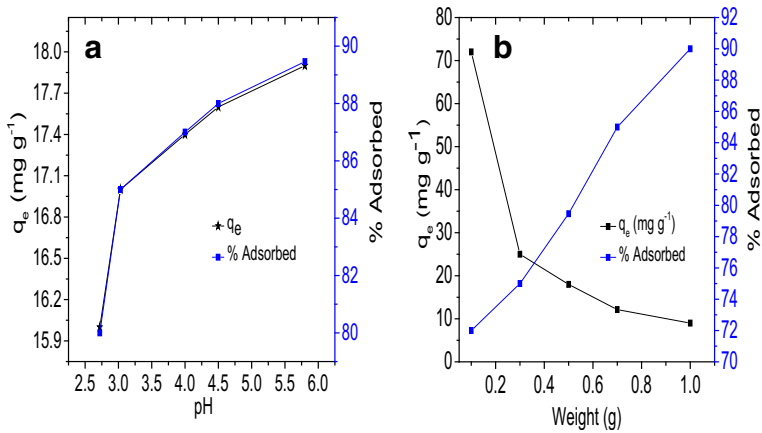 a
18.0
17.7
17.4
17.1
16.8
16.5
16.2
15.9
qe (mg g⁻¹)
90
88
86
84
82
80
% Adsorbed
qe
% Adsorbed
2.5 3.0 3.5 4.0 4.5 5.0 5.5 6.0
pH
b
80
70
60
50
40
30
20
10
0
qe (mg g⁻¹)
92
90
88
86
84
82
80
78
76
74
72
70
% Adsorbed
qe (mg g⁻¹)
% Adsorbed
0.2 0.4 0.6 0.8 1.0
Weight (g)